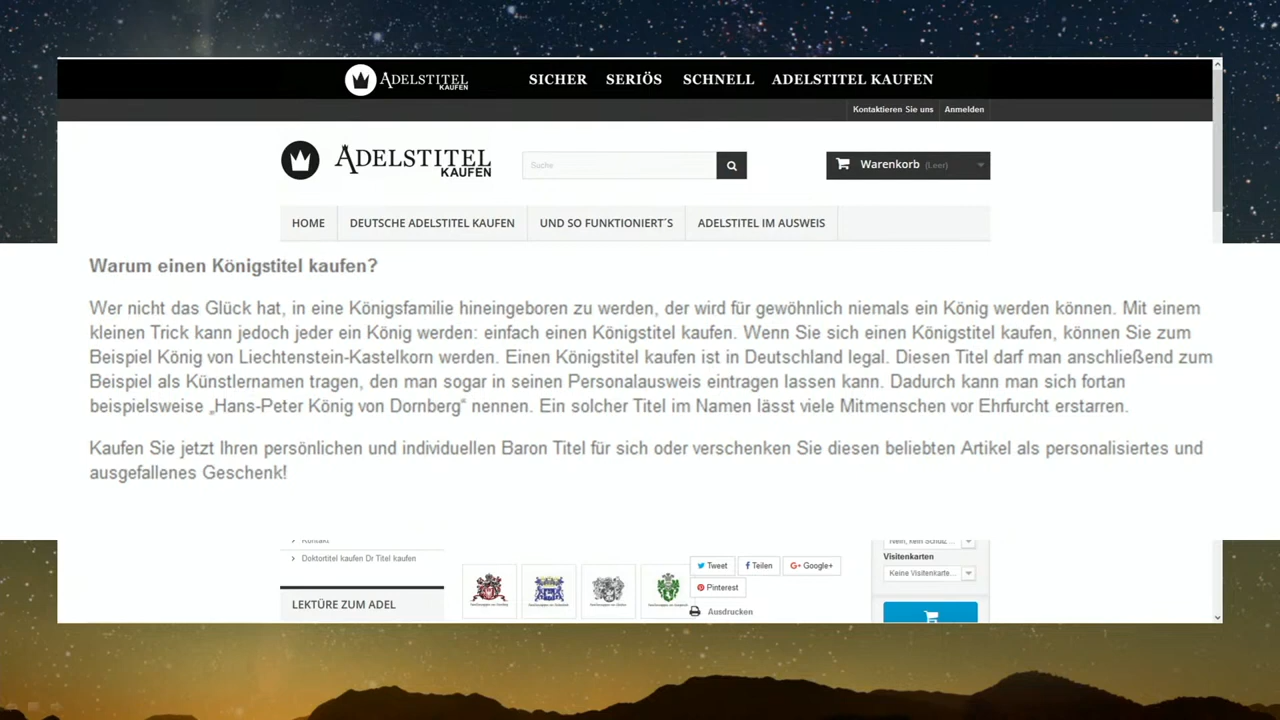 ADELSTITEL KAUFEN SICHER SERIÖS SCHNELL ADELSTITEL KAUFEN
Kontaktieren Sie uns Anmelden
ADELSTITEL KAUFEN Suche Warenkorb (Leer)
HOME DEUTSCHE ADELSTITEL KAUFEN UND SO FUNKTIONIERT´S ADELSTITEL IM AUSWEIS
Warum einen Königstitel kaufen?
Wer nicht das Glück hat, in eine Königsfamilie hineingeboren zu werden, der wird für gewöhnlich niemals ein König werden können. Mit einem
kleinen Trick kann jedoch jeder ein König werden: einfach einen Königstitel kaufen. Wenn Sie sich einen Königstitel kaufen, können Sie zum
Beispiel König von Liechtenstein-Kastelkorn werden. Einen Königstitel kaufen ist in Deutschland legal. Diesen Titel darf man anschließend zum
Beispiel als Künstlernamen tragen, den man sogar in seinen Personalausweis eintragen lassen kann. Dadurch kann man sich fortan
beispielsweise „Hans-Peter König von Dornberg“ nennen. Ein solcher Titel im Namen lässt viele Mitmenschen vor Ehrfurcht erstarren.
Kaufen Sie jetzt Ihren persönlichen und individuellen Baron Titel für sich oder verschenken Sie diesen beliebten Artikel als personalisiertes und
ausgefallenes Geschenk!
Kontakt Nein, kein Schutz ...
Doktortitel kaufen Dr Titel kaufen Visitenkarten
Tweet Teilen Google+ Keine Visitenkarte...
Pinterest
LEKTÜRE ZUM ADEL Ausdrucken